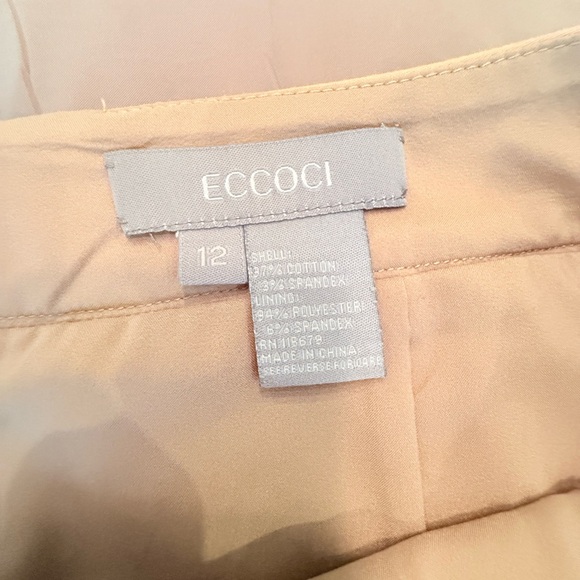 ECCOCI
12
SHELL:
97% COTTON:
3% SPANDEX:
LINING:
94% POLYESTER:
6% SPANDEX:
RN 118679
MADE IN CHINA
SEE REVERSE FOR CARE